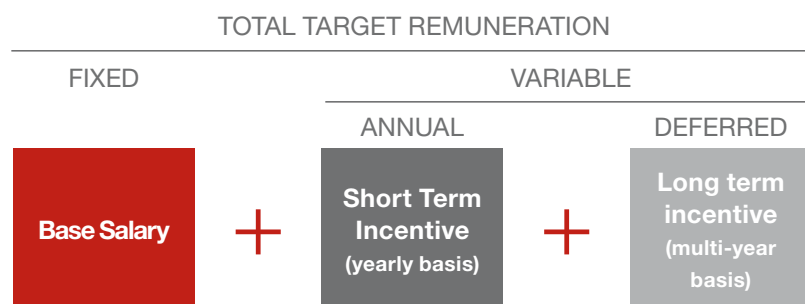 TOTAL TARGET REMUNERATION
FIXED
VARIABLE
ANNUAL
DEFERRED
Base Salary
+
Short Term
Incentive
(yearly basis)
+
Long term
incentive
(multi-year
basis)